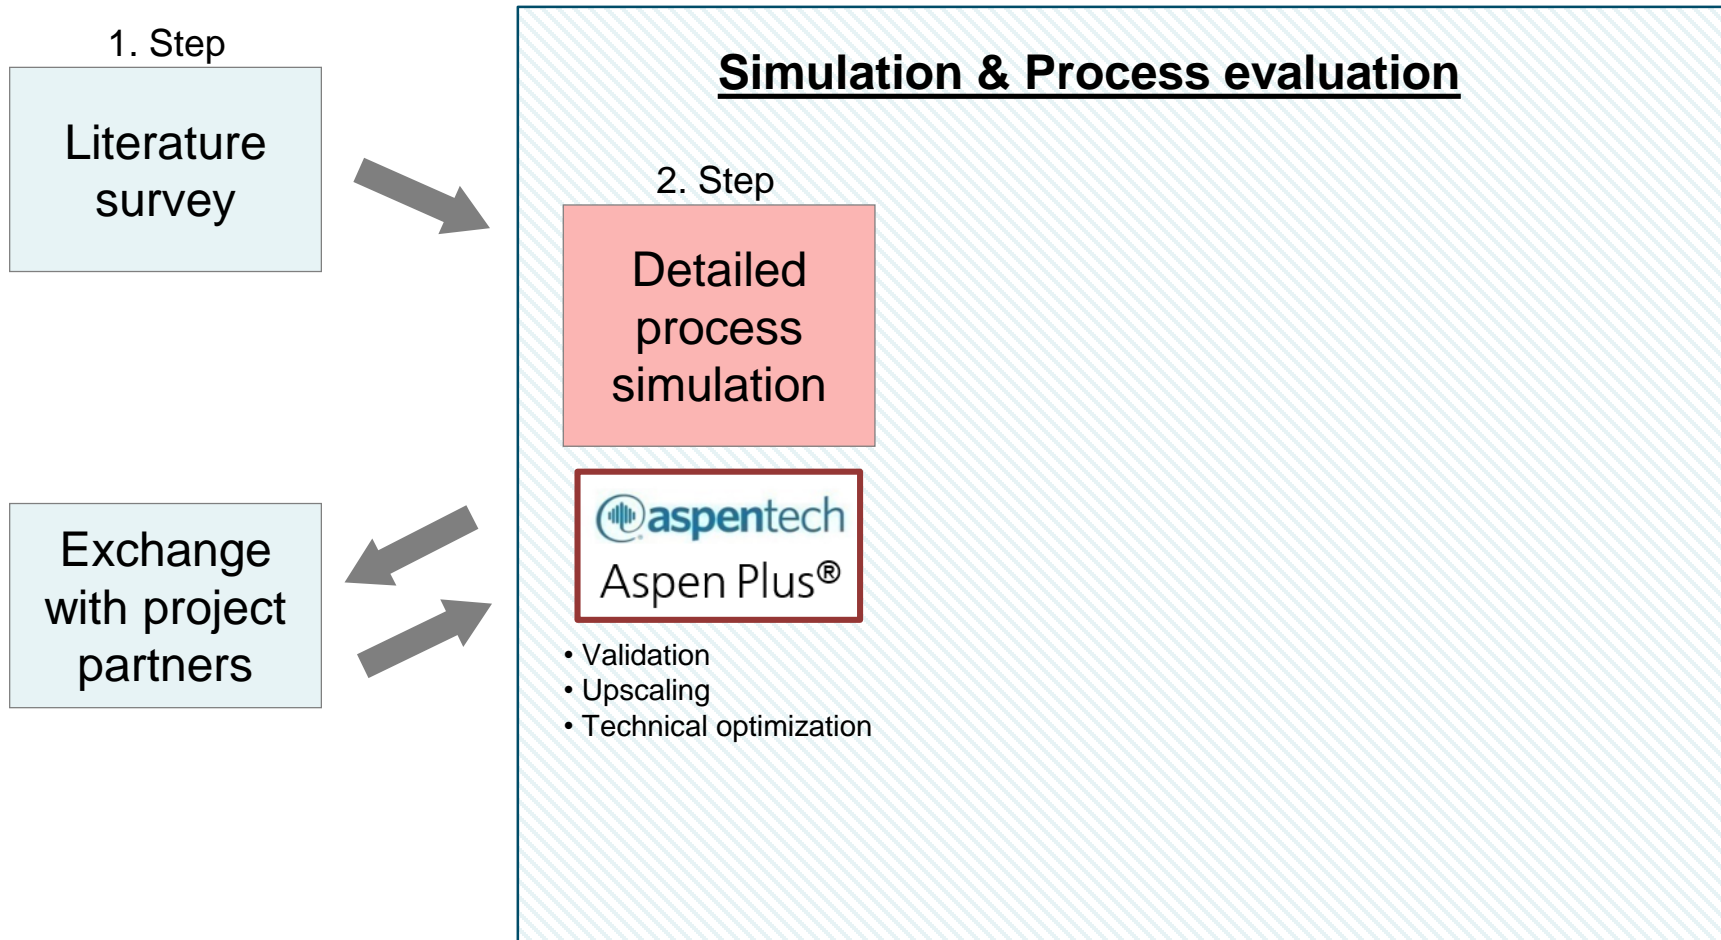 1. Step
Literature
survey
Exchange
with project
partners
Simulation & Process evaluation
2. Step
Detailed
process
simulation
aspentech
Aspen Plus®
• Validation
• Upscaling
• Technical optimization